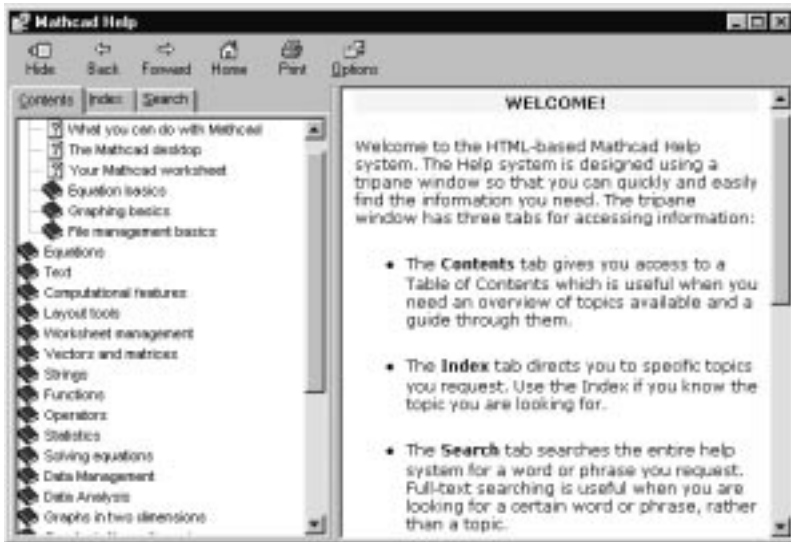 Mathcad Help
Hide Back Forward Home Print Options
Contents Index Search
What you can do with Mathcad
The Mathcad desktop
Your Mathcad worksheet
Equation basics
Graphing basics
File management basics
Equations
Text
Computational features
Layout tools
Worksheet management
Vectors and matrices
Strings
Functions
Operators
Statistics
Solving equations
Data Management
Data Analysis
Graphs in two dimensions
WELCOME!
Welcome to the HTML-based Mathcad Help
system. The Help system is designed using a
tripane window so that you can quickly and easily
find the information you need. The tripane
window has three tabs for accessing information:
• The Contents tab gives you access to a
Table of Contents which is useful when you
need an overview of topics available and a
guide through them.
• The Index tab directs you to specific topics
you request. Use the Index if you know the
topic you are looking for.
• The Search tab searches the entire help
system for a word or phrase you request.
Full-text searching is useful when you are
looking for a certain word or phrase, rather
than a topic.